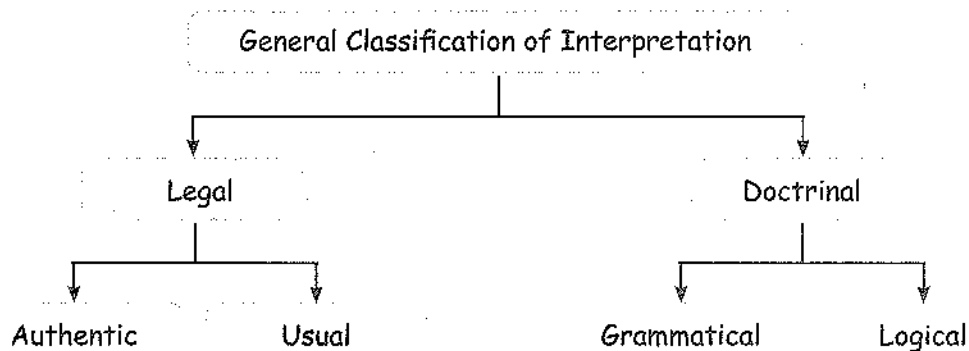 General Classification of Interpretation
Legal
Doctrinal
Authentic
Usual
Grammatical
Logical